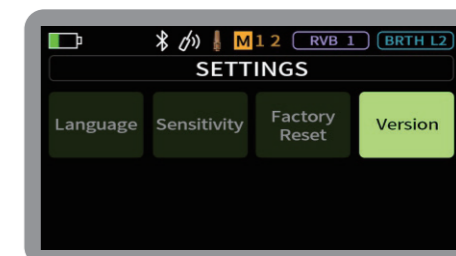 M 1 2 RVB 1 BRTH L2
SETTINGS
Language Sensitivity Factory Reset Version